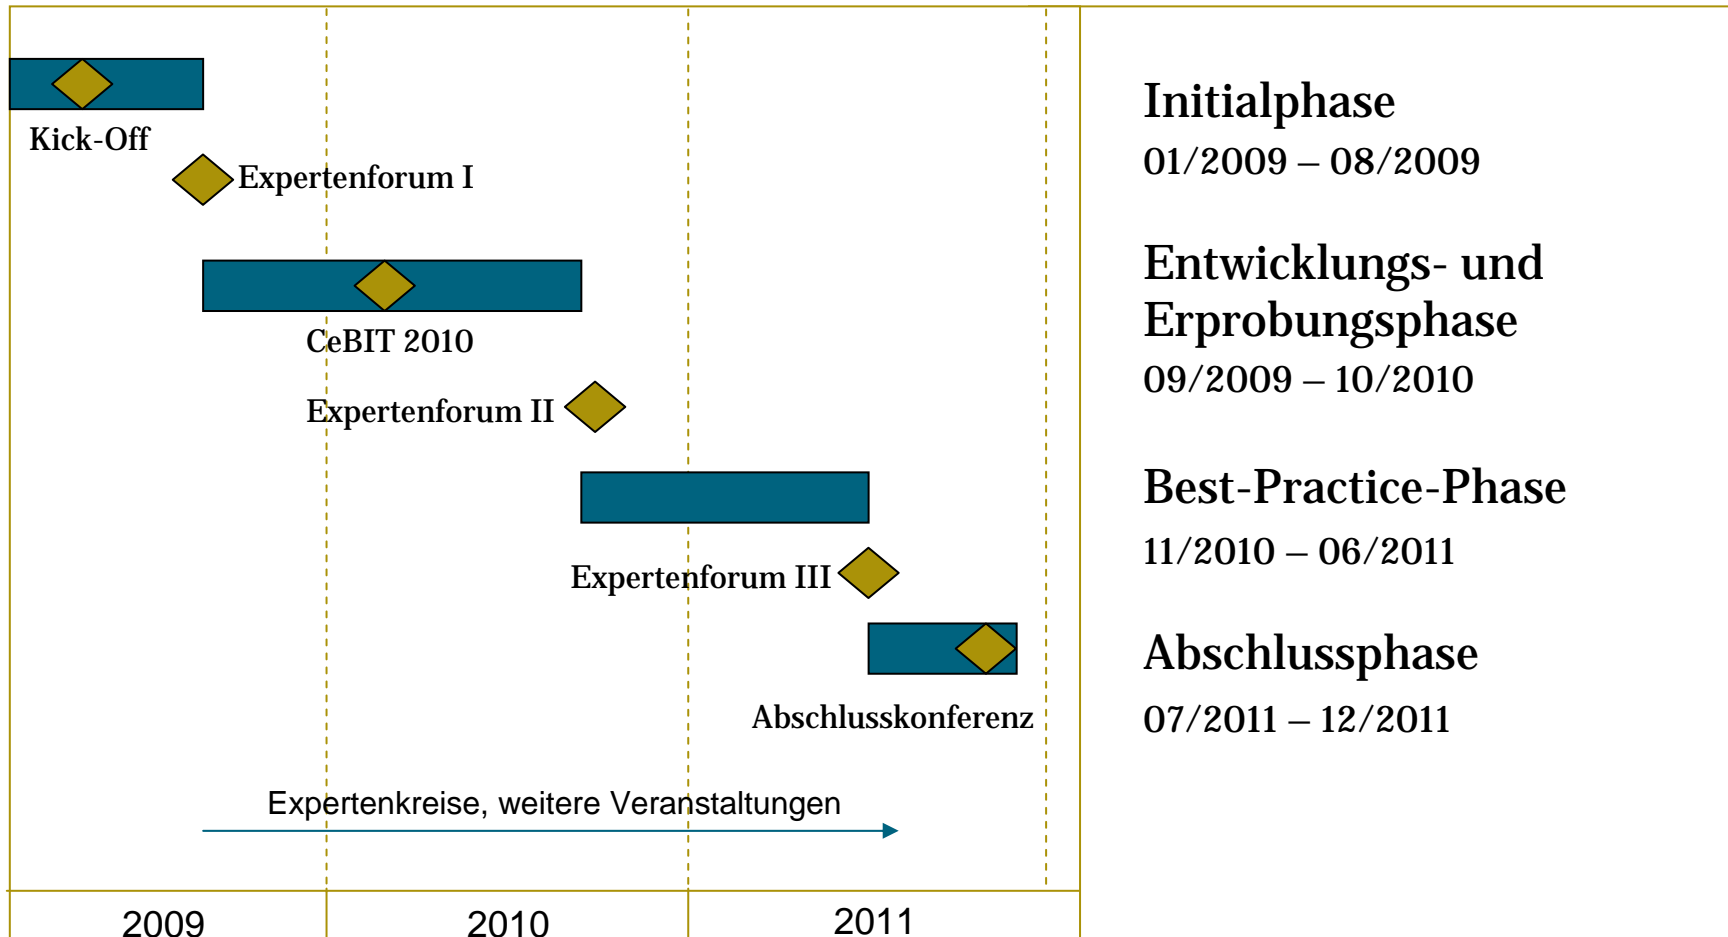 Kick-Off
Expertenforum I
CeBIT 2010
Expertenforum II
Expertenforum III
Abschlusskonferenz
Expertenkreise, weitere Veranstaltungen
2009
2010
2011
Initialphase
01/2009 – 08/2009
Entwicklungs- und
Erprobungsphase
09/2009 – 10/2010
Best-Practice-Phase
11/2010 – 06/2011
Abschlussphase
07/2011 – 12/2011